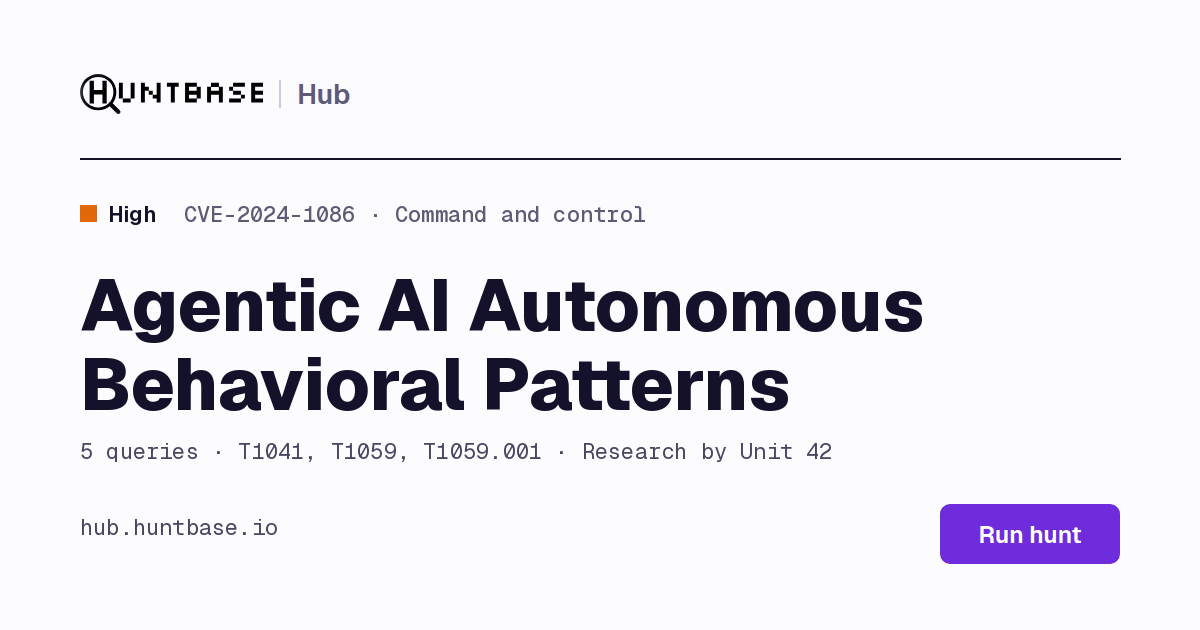 HUNTBASE | Hub
High CVE-2024-1086 · Command and control
Agentic AI Autonomous
Behavioral Patterns
5 queries · T1041, T1059, T1059.001 · Research by Unit 42
hub.huntbase.io
Run hunt